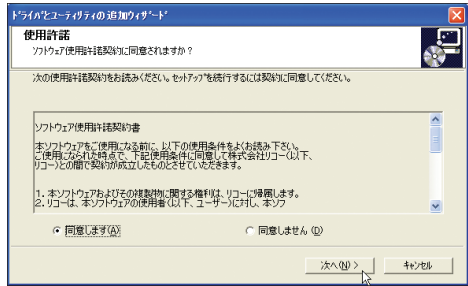 ﾄﾞﾗｲﾊﾞとﾕｰﾃｨﾘﾃｨの追加ｳｨｻﾞｰﾄﾞ
使用許諾
ｿﾌﾄｳｪｱ使用許諾契約に同意されますか?
次の使用許諾契約をお読みください。ｾｯﾄｱｯﾌﾟを続行するには契約に同意してください。
ソフトウェア使用許諾契約書
本ソフトウェアをご使用になる前に、以下の使用条件をよくお読み下さい。
ご使用になられた時点で、下記使用条件に同意して株式会社リコー(以下、
リコー)との間で契約が成立したものとさせていただきます。
1. 本ソフトウェアおよびその複製物に関する権利は、リコーに帰属します。
2. リコーは、本ソフトウェアの使用者(以下、ユーザー)に対し、本ソフ
同意します(A)
同意しません (D)
次へ(N) >
ｷｬﾝｾﾙ